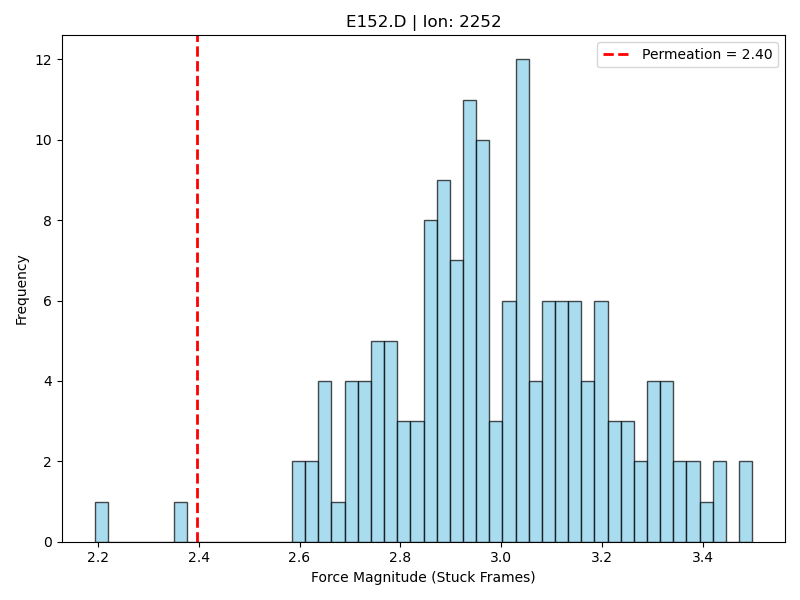 E152.D | Ion: 2252
Permeation = 2.40
Frequency
12
10
8
6
4
2
0
2.2 2.4 2.6 2.8 3.0 3.2 3.4
Force Magnitude (Stuck Frames)